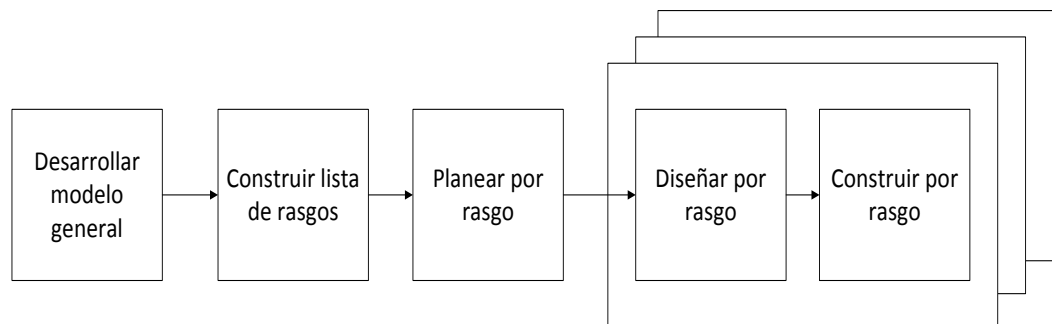 Desarrollar
modelo
general
Construir lista
de rasgos
Planear por
rasgo
Diseñar por
rasgo
Construir por
rasgo